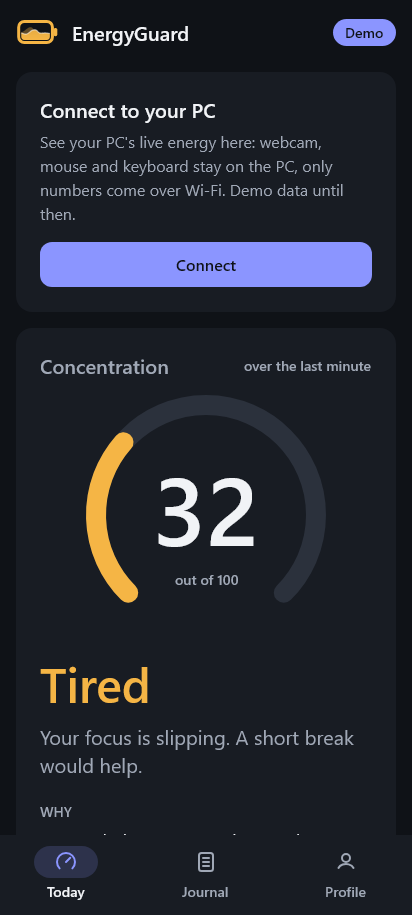 EnergyGuard
Demo
Connect to your PC
See your PC's live energy here: webcam,
mouse and keyboard stay on the PC, only
numbers come over Wi-Fi. Demo data until
then.
Connect
Concentration
over the last minute
32
out of 100
Tired
Your focus is slipping. A short break
would help.
WHY
Today
Journal
Profile